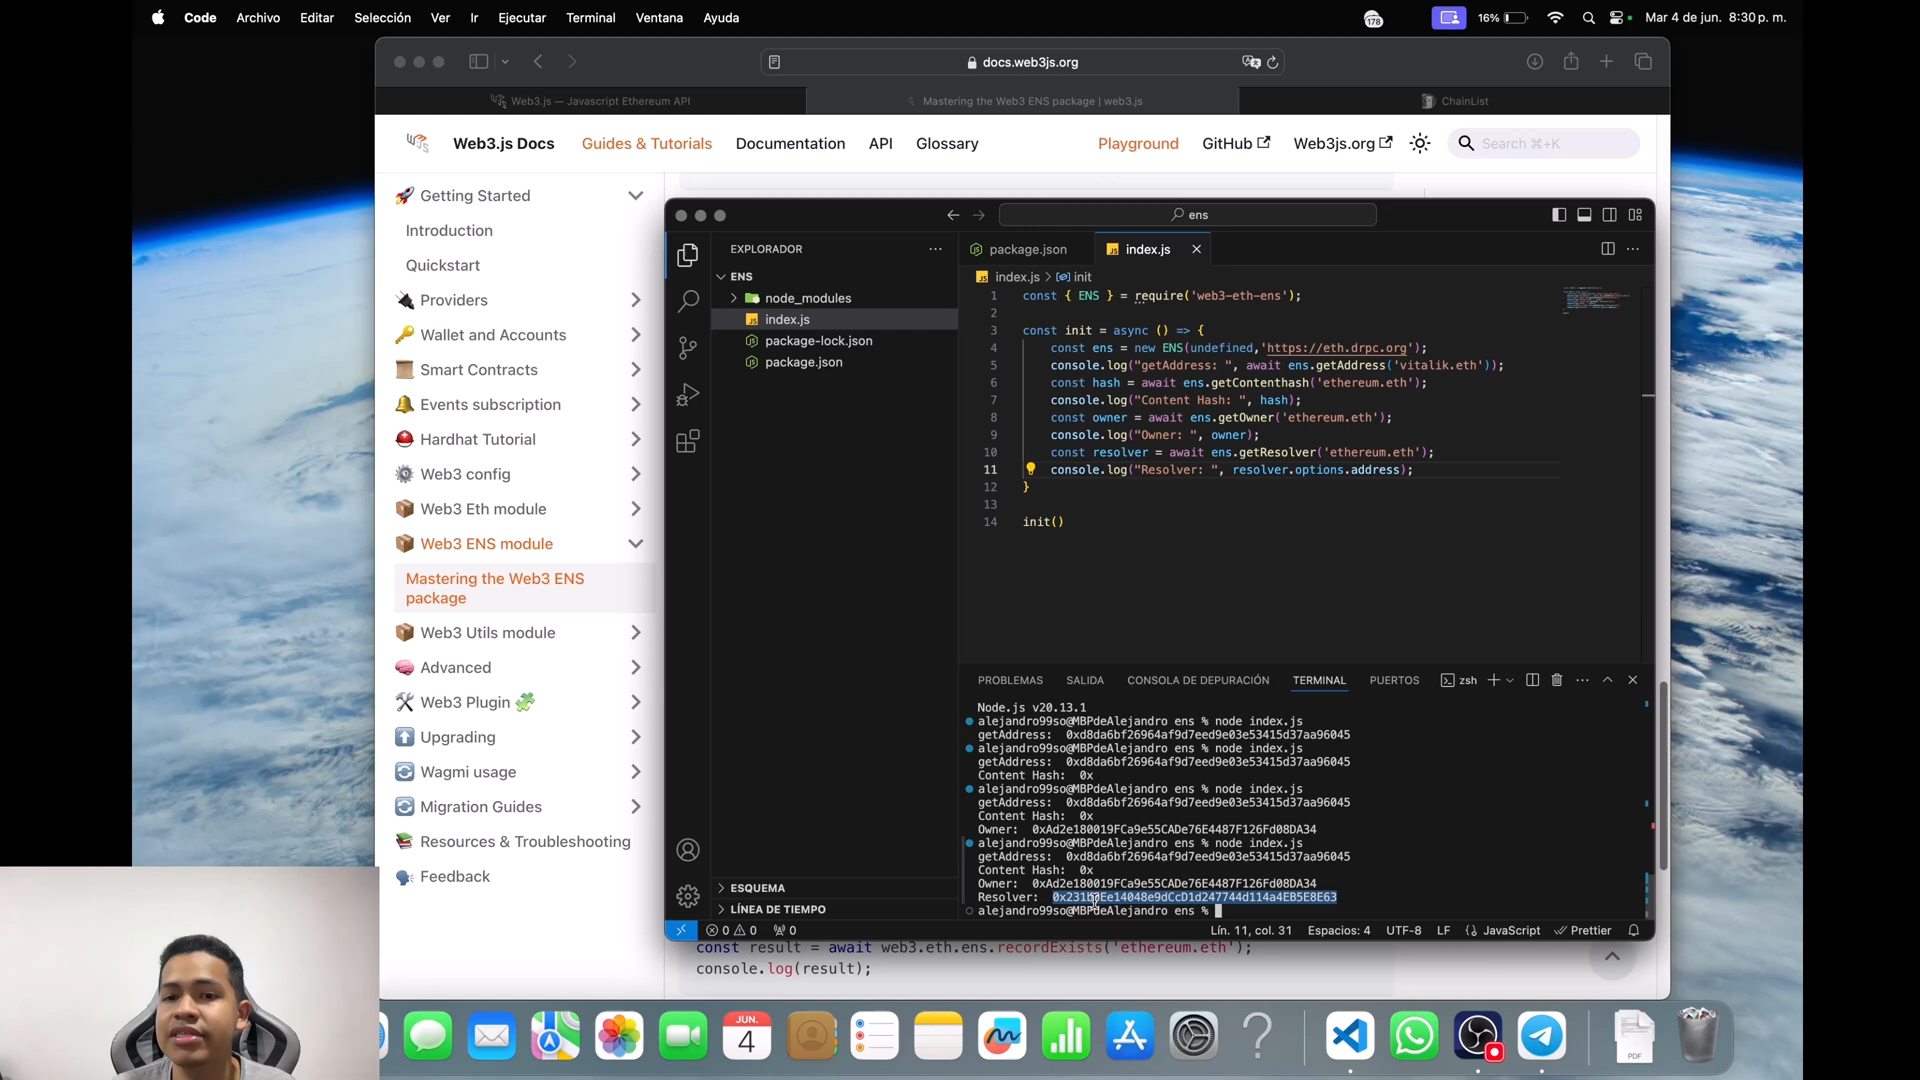 Code Archivo Editar Selección Ver Ir Ejecutar Terminal Ventana Ayuda
178 16% Mar 4 de jun. 8:30 p. m.
docs.web3js.org
Web3.js — Javascript Ethereum API
Mastering the Web3 ENS package | web3.js
ChainList
Web3.js Docs Guides & Tutorials Documentation API Glossary Playground GitHub Web3js.org Search ⌘+K
Getting Started
Introduction
Quickstart
Providers
Wallet and Accounts
Smart Contracts
Events subscription
Hardhat Tutorial
Web3 config
Web3 Eth module
Web3 ENS module
Mastering the Web3 ENS
package
Web3 Utils module
Advanced
Web3 Plugin
Upgrading
Wagmi usage
Migration Guides
Resources & Troubleshooting
Feedback
ens
EXPLORADOR
ENS
node_modules
index.js
package-lock.json
package.json
ESQUEMA
LÍNEA DE TIEMPO
package.json index.js
index.js > init
1 const { ENS } = require('web3-eth-ens');
2
3 const init = async () => {
4 const ens = new ENS(undefined,'https://eth.drpc.org');
5 console.log("getAddress: ", await ens.getAddress('vitalik.eth'));
6 const hash = await ens.getContenthash('ethereum.eth');
7 console.log("Content Hash: ", hash);
8 const owner = await ens.getOwner('ethereum.eth');
9 console.log("Owner: ", owner);
10 const resolver = await ens.getResolver('ethereum.eth');
11 console.log("Resolver: ", resolver.options.address);
12 }
13
14 init()
PROBLEMAS SALIDA CONSOLA DE DEPURACIÓN TERMINAL PUERTOS zsh
Node.js v20.13.1
alejandro99so@MBPdeAlejandro ens % node index.js
getAddress: 0xd8da6bf26964af9d7eed9e03e53415d37aa96045
alejandro99so@MBPdeAlejandro ens % node index.js
getAddress: 0xd8da6bf26964af9d7eed9e03e53415d37aa96045
Content Hash: 0x
alejandro99so@MBPdeAlejandro ens % node index.js
getAddress: 0xd8da6bf26964af9d7eed9e03e53415d37aa96045
Content Hash: 0x
Owner: 0xAd2e180019FCa9e55CADe76E4487F126Fd08DA34
alejandro99so@MBPdeAlejandro ens % node index.js
getAddress: 0xd8da6bf26964af9d7eed9e03e53415d37aa96045
Content Hash: 0x
Owner: 0xAd2e180019FCa9e55CADe76E4487F126Fd08DA34
Resolver: 0x231b0Ee14048e9dCcD1d247744d114a4EB5E8E63
alejandro99so@MBPdeAlejandro ens %
0 0 0 Lín. 11, col. 31 Espacios: 4 UTF-8 LF JavaScript Prettier
const result = await web3.eth.ens.recordExists('ethereum.eth');
console.log(result);
JUN.
4
PDF